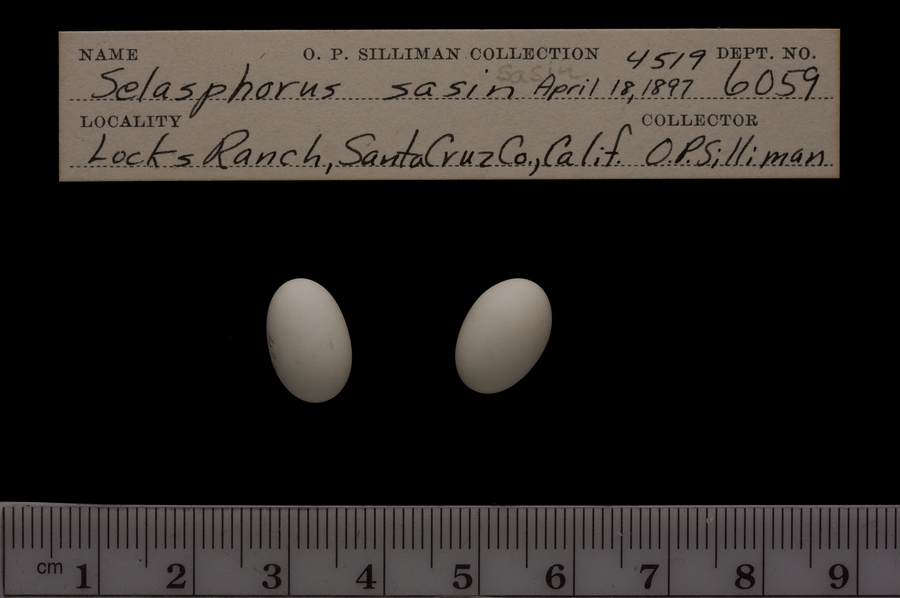 NAME O. P. SILLIMAN COLLECTION 4519 DEPT. NO.
sasin
Selasphorus sasin April 18, 1897 6059
LOCALITY COLLECTOR
Locks Ranch, Santa Cruz Co., Calif. O.P. Silliman
cm 1 2 3 4 5 6 7 8 9